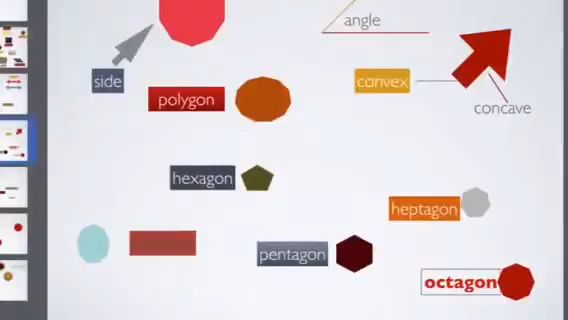 angle
side
convex
polygon
concave
hexagon
heptagon
pentagon
octagon